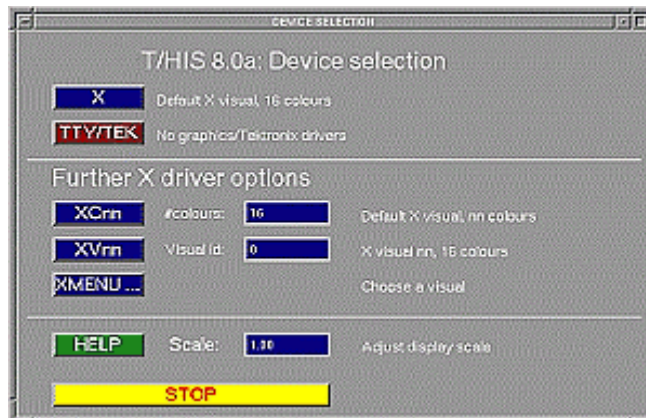 DEVICE SELECTION
T/HIS 8.0a: Device selection
X Default X visual, 16 colours
TTY/TEK No graphics/Tektronix drivers
Further X driver options
XCnn #colours: 16 Default X visual, nn colours
XVnn Visual id: 0 X visual nn, 16 colours
XMENU ... Choose a visual
HELP Scale: 1.00 Adjust display scale
STOP